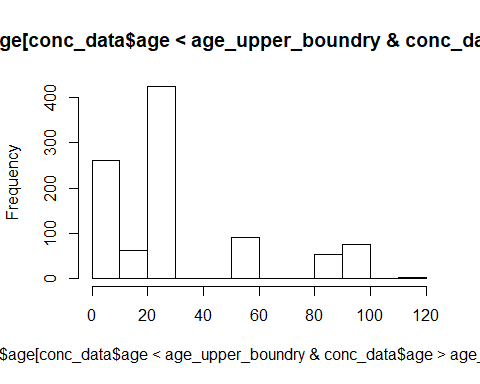 ge[conc_data$age < age_upper_boundry & conc_da
Frequency
400
300
200
100
0
0 20 40 60 80 100 120
$age[conc_data$age < age_upper_boundry & conc_data$age > age_